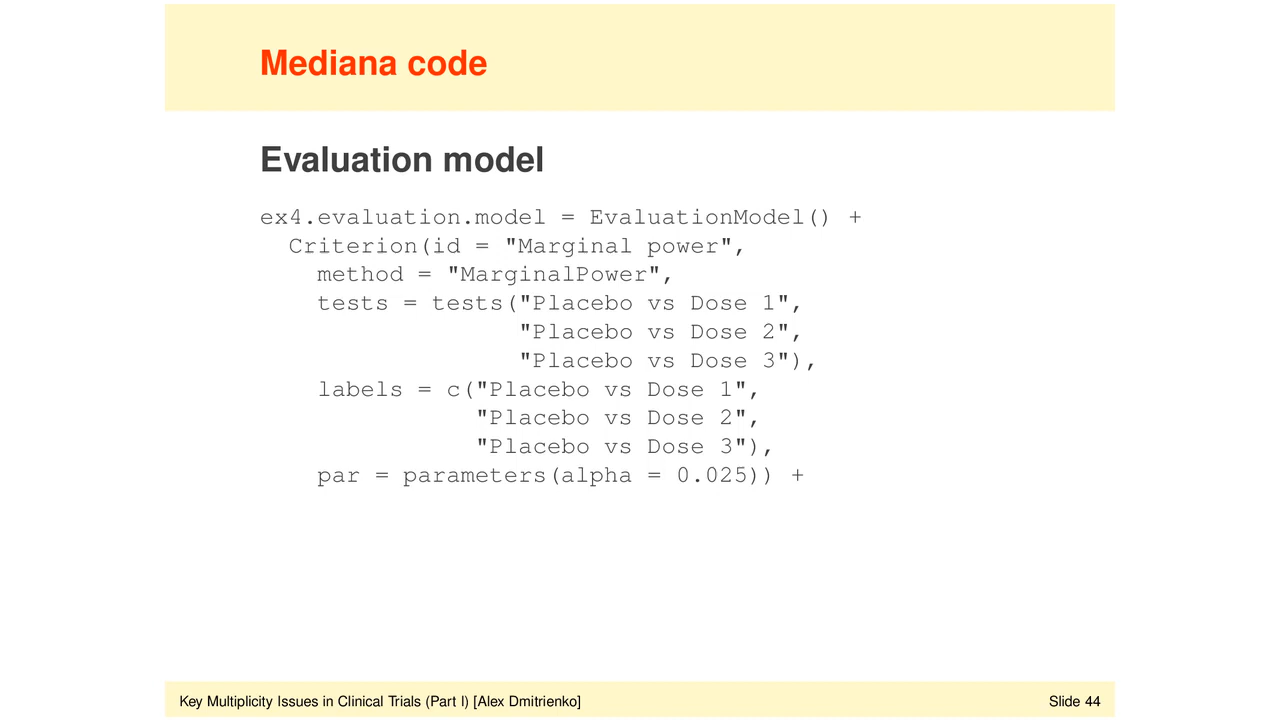 Mediana code
Evaluation model
ex4.evaluation.model = EvaluationModel() +
  Criterion(id = "Marginal power",
    method = "MarginalPower",
    tests = tests("Placebo vs Dose 1",
                  "Placebo vs Dose 2",
                  "Placebo vs Dose 3"),
    labels = c("Placebo vs Dose 1",
               "Placebo vs Dose 2",
               "Placebo vs Dose 3"),
    par = parameters(alpha = 0.025)) +
Key Multiplicity Issues in Clinical Trials (Part I) [Alex Dmitrienko]
Slide 44